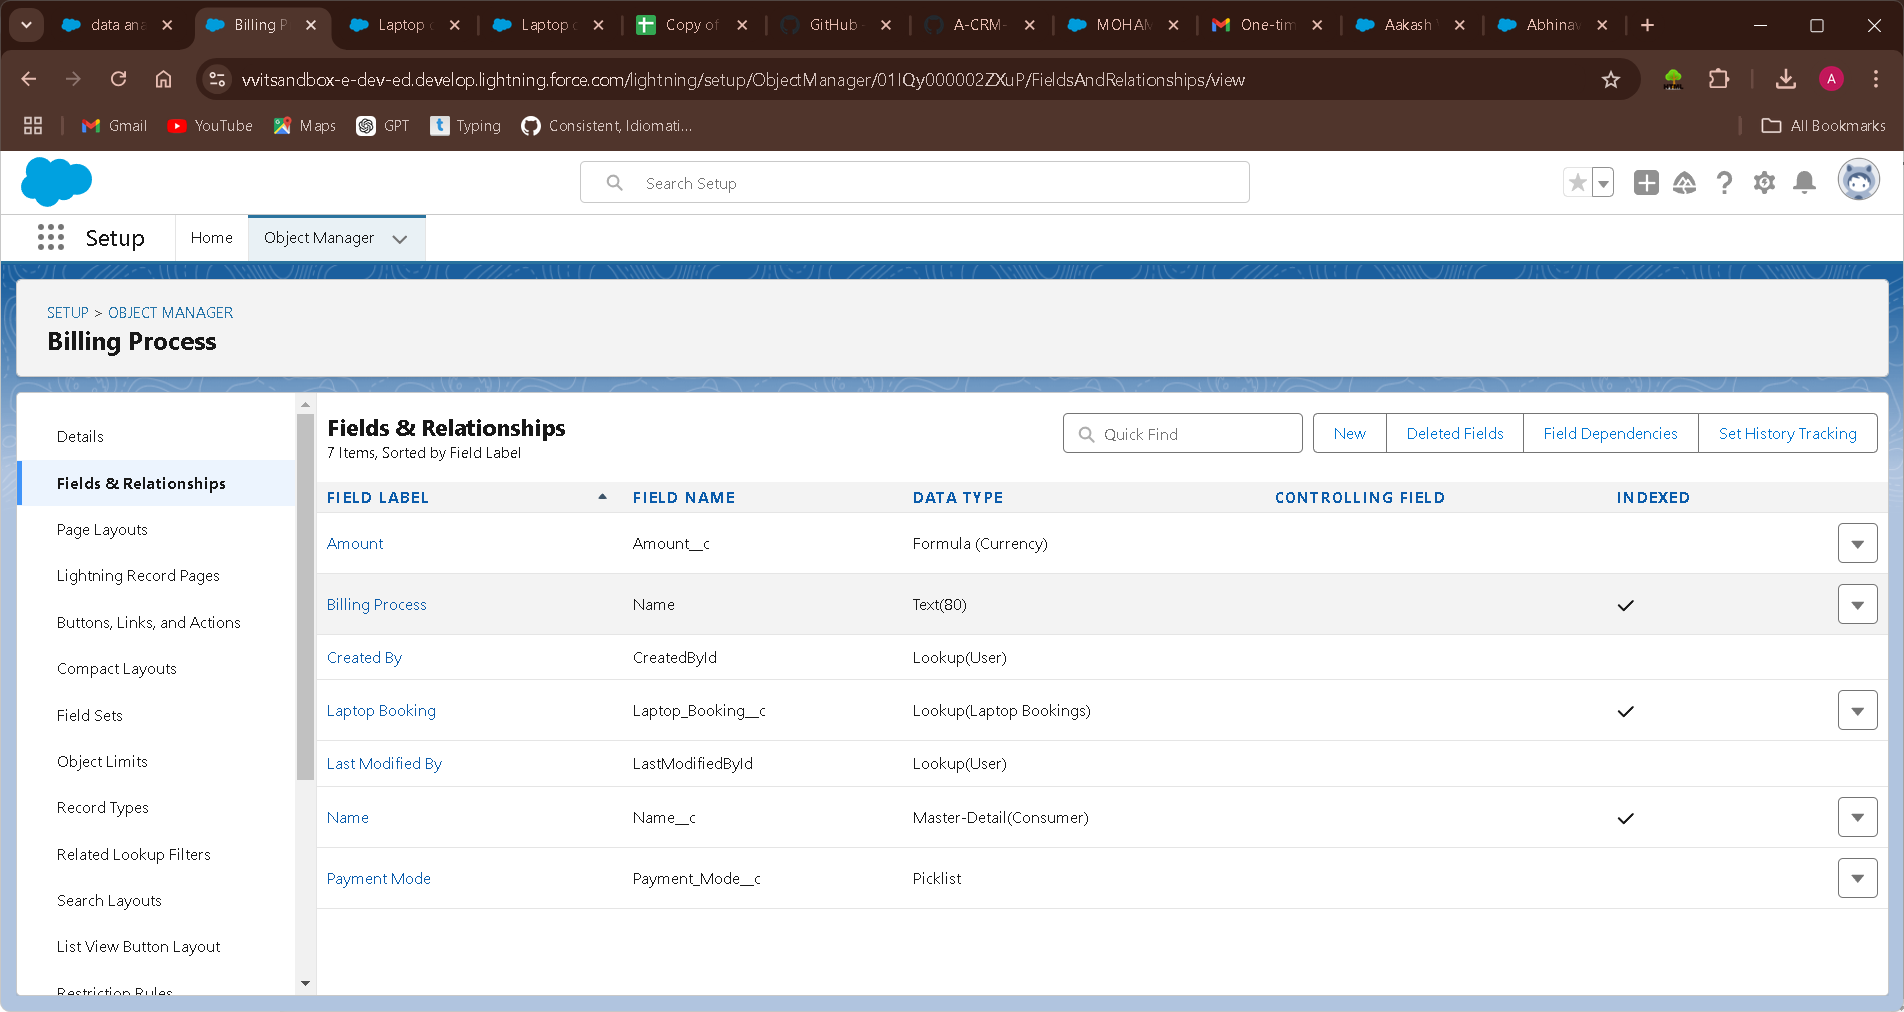 data ana
Billing P
Laptop c
Laptop c
Copy of
GitHub
A-CRM-
MOHAM
One-tim
Aakash
Abhinav
vvitsandbox-e-dev-ed.develop.lightning.force.com/lightning/setup/ObjectManager/01IQy000002ZXuP/FieldsAndRelationships/view
A
Gmail
YouTube
Maps
GPT
Typing
Consistent, Idiomati...
All Bookmarks
Search Setup
Setup
Home
Object Manager
SETUP > OBJECT MANAGER
Billing Process
Details
Fields & Relationships
Page Layouts
Lightning Record Pages
Buttons, Links, and Actions
Compact Layouts
Field Sets
Object Limits
Record Types
Related Lookup Filters
Search Layouts
List View Button Layout
Restriction Rules
Fields & Relationships
7 Items, Sorted by Field Label
Quick Find
New
Deleted Fields
Field Dependencies
Set History Tracking
FIELD LABEL FIELD NAME DATA TYPE CONTROLLING FIELD INDEXED
Amount Amount__c Formula (Currency)
Billing Process Name Text(80)
Created By CreatedById Lookup(User)
Laptop Booking Laptop_Booking__c Lookup(Laptop Bookings)
Last Modified By LastModifiedById Lookup(User)
Name Name__c Master-Detail(Consumer)
Payment Mode Payment_Mode__c Picklist